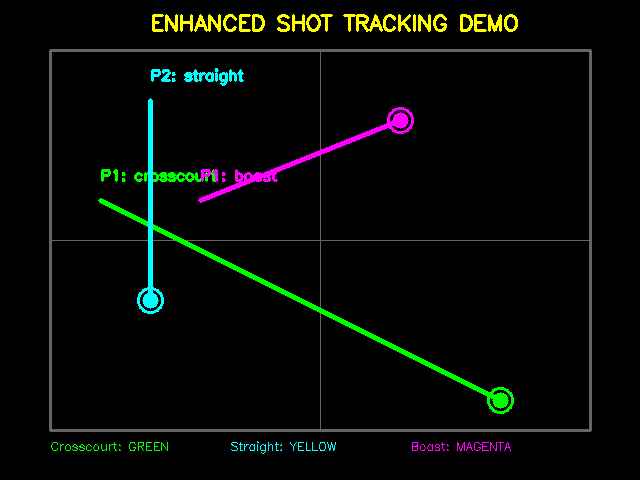 ENHANCED SHOT TRACKING DEMO
P2: straight
P1: crosscourt
P1: boast
Crosscourt: GREEN
Straight: YELLOW
Boast: MAGENTA